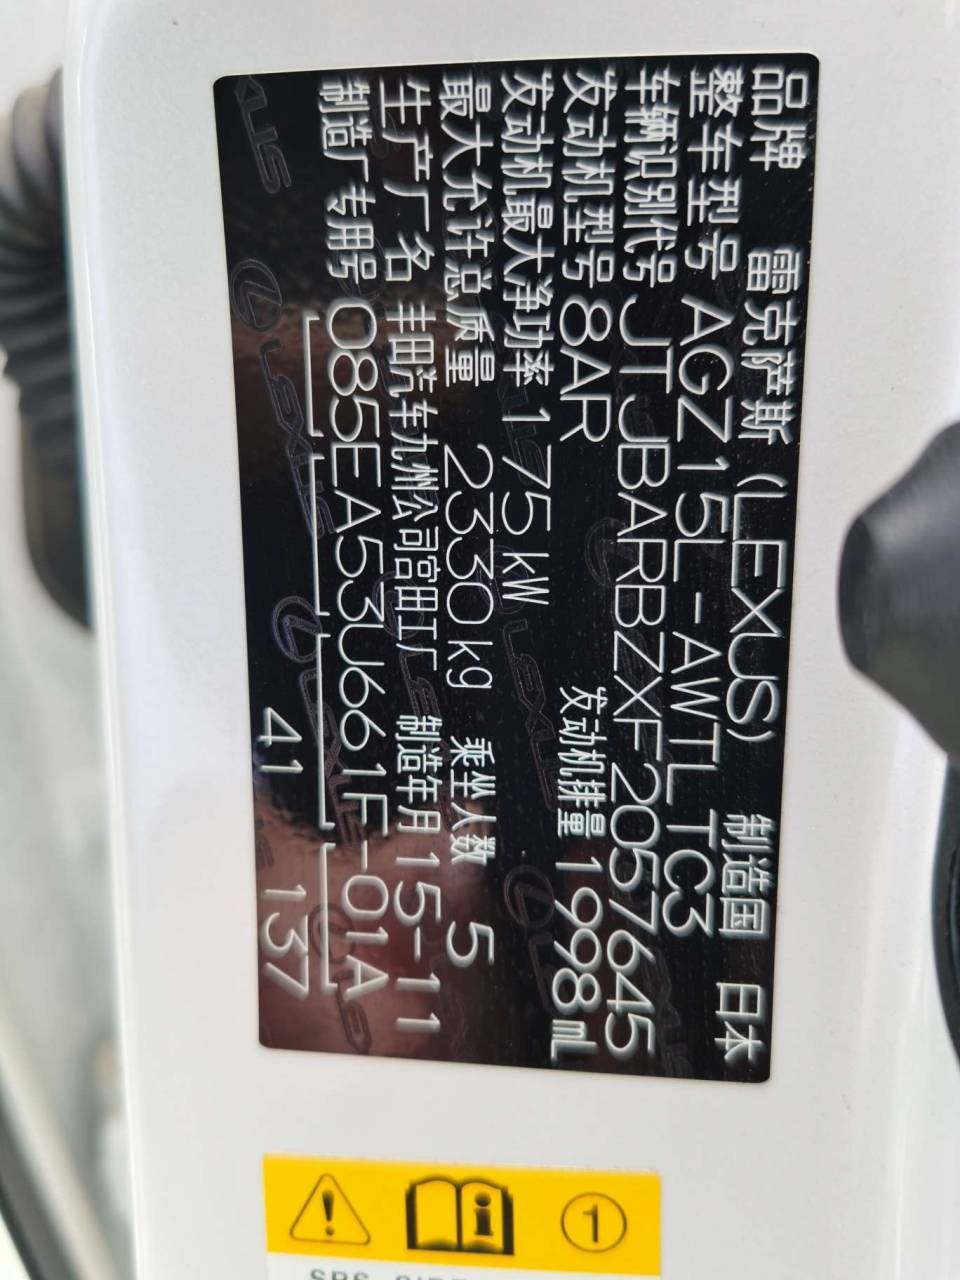 品牌 雷克萨斯（LEXUS） 制造国 日本
整车型号 AGZ15L-AWTLTC3
车辆识别代号 JTJBARBZXF2057645
发动机型号 8AR 发动机排量 1998mL
发动机最大净功率 175kW
最大允许总质量 2330kg 乘坐人数 5
生产厂名 丰田汽车九州公司宫田工厂 制造年月 15-11
制造厂专用号 085EA53U661F-01A
41 137
1